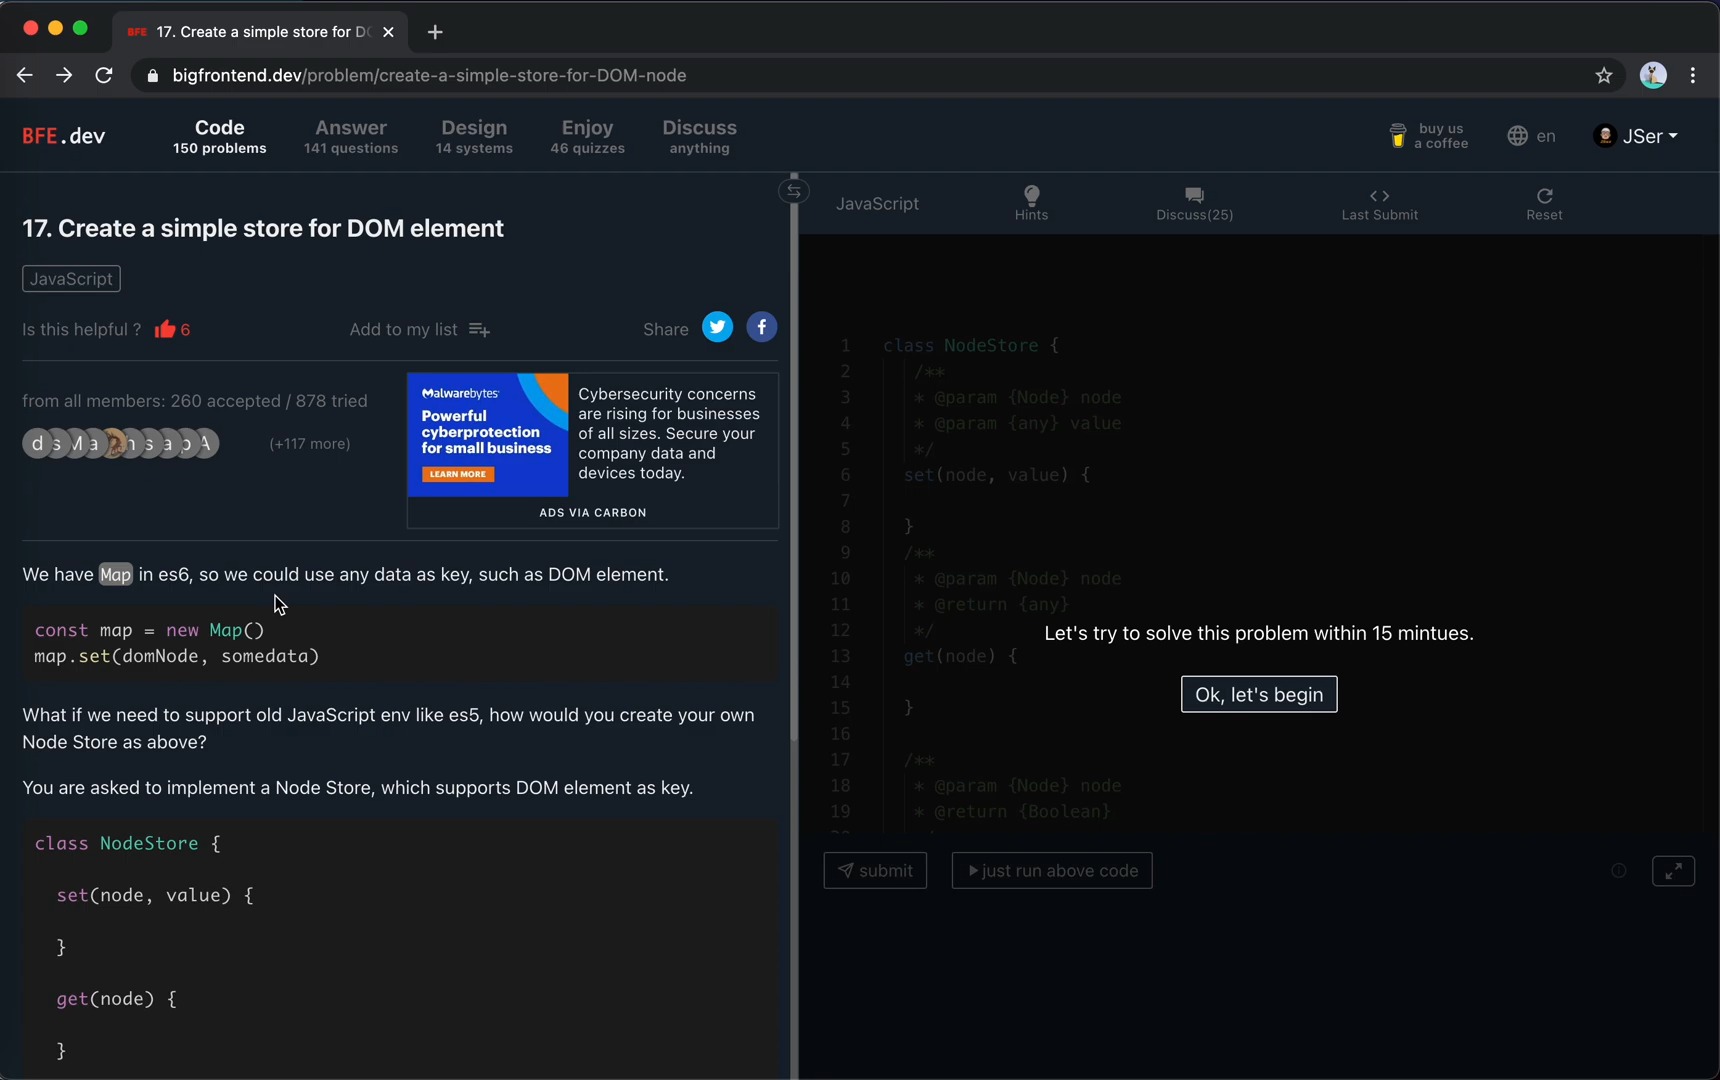 BFE 17. Create a simple store for DO
bigfrontend.dev/problem/create-a-simple-store-for-DOM-node
BFE.dev
Code
150 problems
Answer
141 questions
Design
14 systems
Enjoy
46 quizzes
Discuss
anything
buy us
a coffee
en
JSer
17. Create a simple store for DOM element
JavaScript
Is this helpful ? 6
Add to my list
Share
from all members: 260 accepted / 878 tried
d s M a n s a p A (+117 more)
Malwarebytes
Powerful
cyberprotection
for small business
LEARN MORE
Cybersecurity concerns
are rising for businesses
of all sizes. Secure your
company data and
devices today.
ADS VIA CARBON
We have Map in es6, so we could use any data as key, such as DOM element.
const map = new Map()
map.set(domNode, somedata)
What if we need to support old JavaScript env like es5, how would you create your own
Node Store as above?
You are asked to implement a Node Store, which supports DOM element as key.
class NodeStore {
set(node, value) {
}
get(node) {
}
JavaScript
Hints
Discuss(25)
Last Submit
Reset
1 class NodeStore {
2 /**
3 * @param {Node} node
4 * @param {any} value
5 */
6 set(node, value) {
7
8 }
9 /**
10 * @param {Node} node
11 * @return {any}
12 */
13 get(node) {
14
15 }
16
17 /**
18 * @param {Node} node
19 * @return {Boolean}
Let's try to solve this problem within 15 mintues.
Ok, let's begin
submit
just run above code